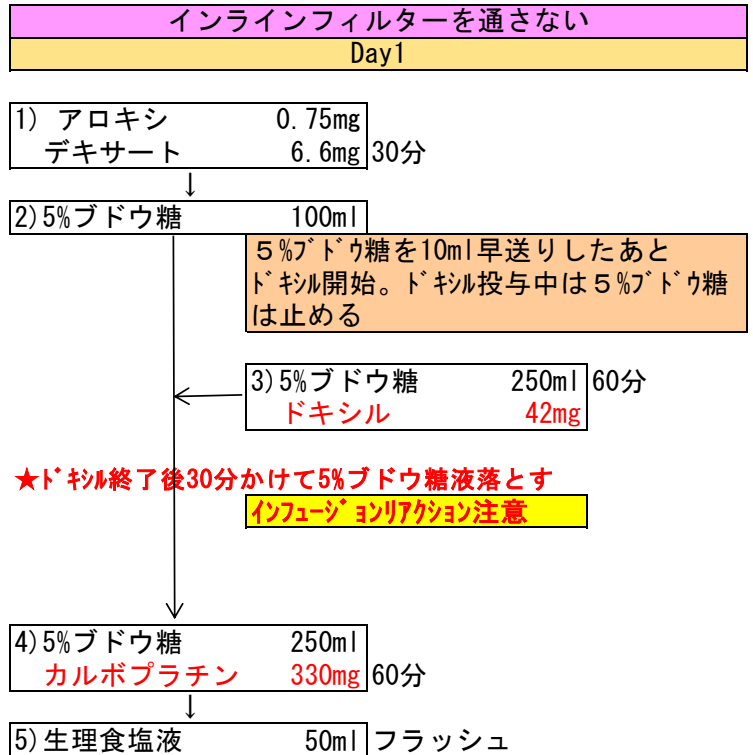 インラインフィルターを通さない
Day1
1) アロキシ 0.75mg
デキサート 6.6mg 30分
↓
2)5%ブドウ糖 100ml
５%ﾌﾞﾄﾞｳ糖を10ml早送りしたあと
ﾄﾞｷｼﾙ開始。ﾄﾞｷｼﾙ投与中は５%ﾌﾞﾄﾞｳ糖
は止める
3)5%ブドウ糖 250ml 60分
ドキシル 42mg
★ﾄﾞｷｼﾙ終了後30分かけて5%ブドウ糖液落とす
ｲﾝﾌｭｰｼﾞｮﾝﾘｱｸｼｮﾝ注意
4)5%ブドウ糖 250ml
カルボプラチン 330mg 60分
↓
5)生理食塩液 50ml フラッシュ